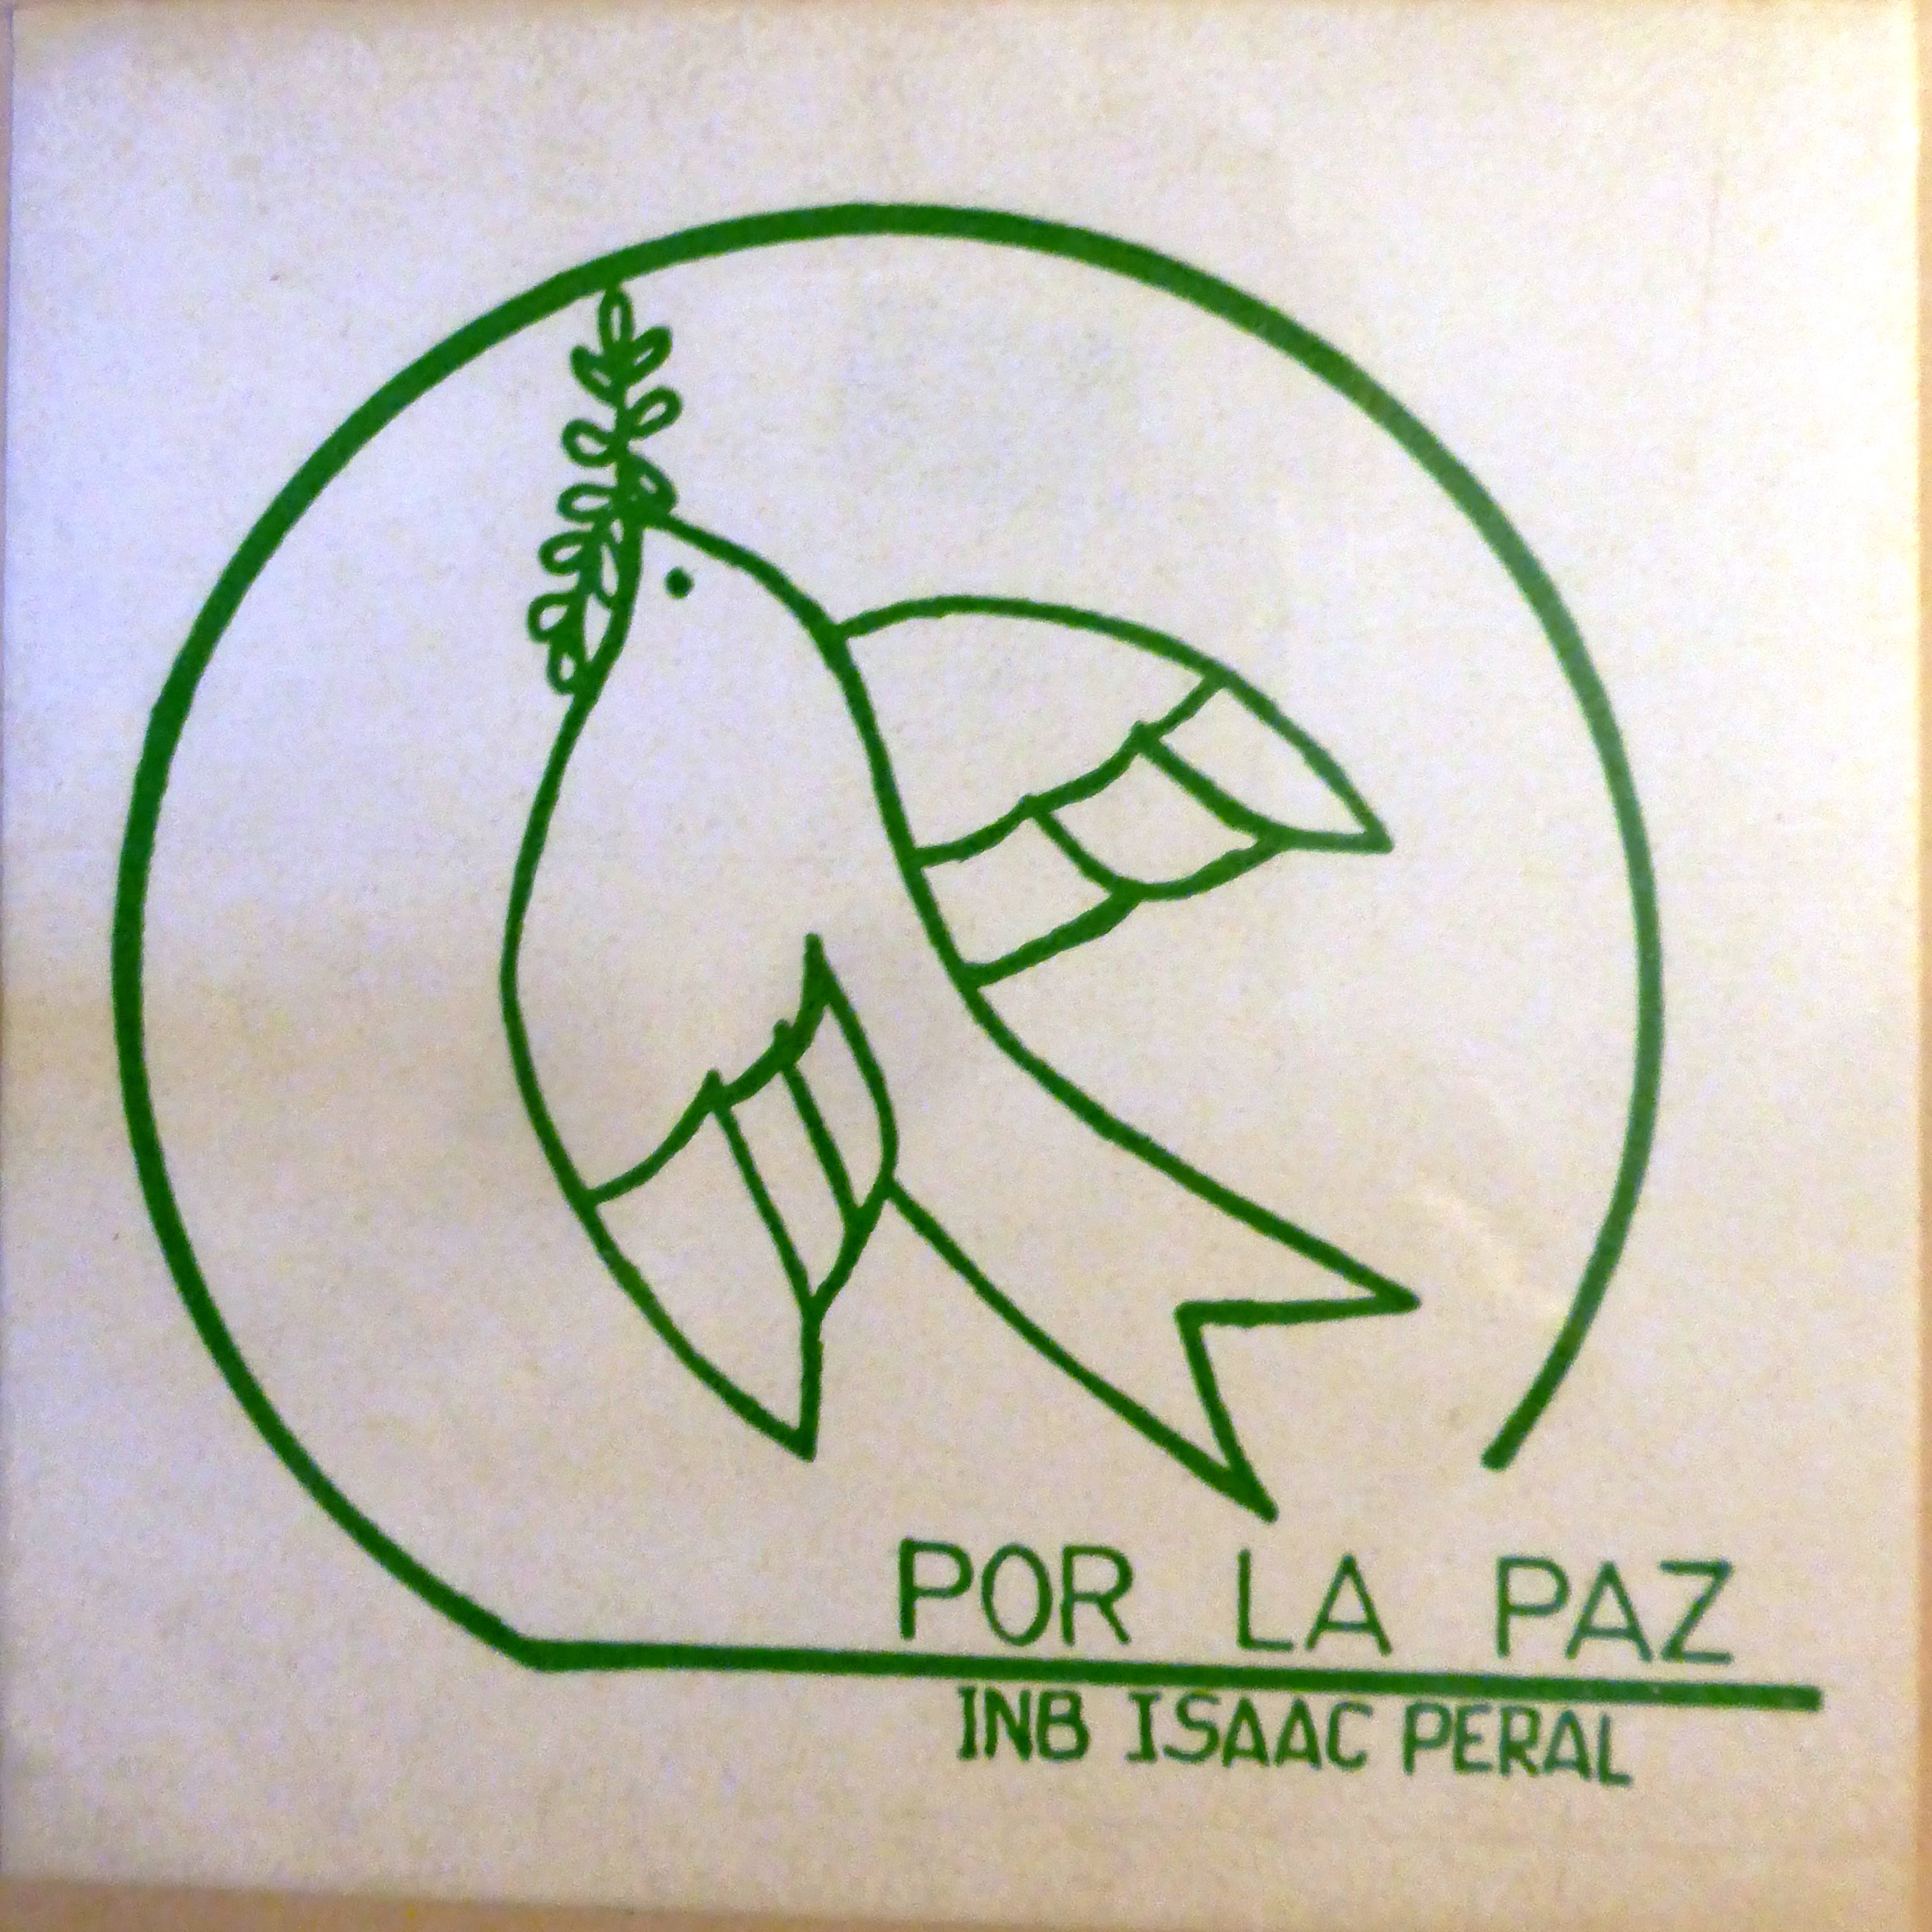 POR LA PAZ
INB ISAAC PERAL